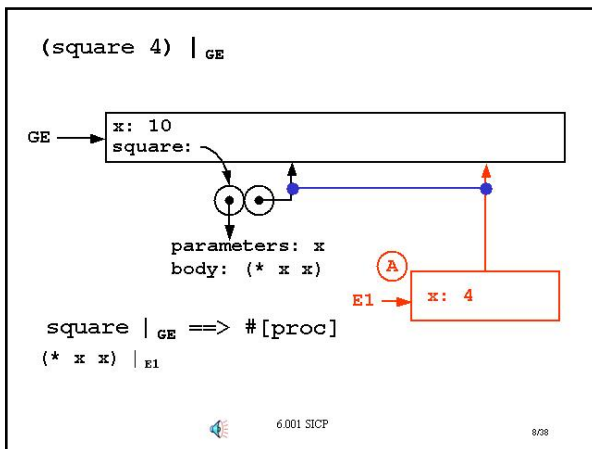 (square 4) | GE
GE
x: 10
square:
parameters: x
body: (* x x)
A
E1
x: 4
square | GE ==> #[proc]
(* x x) | E1
6.001 SICP
8/38